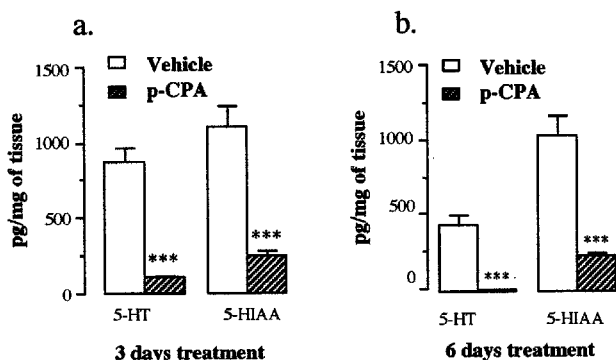 a.
1500
1000
500
0
pg/mg of tissue
Vehicle
p-CPA
***
***
5-HT 5-HIAA
3 days treatment
b.
1500
1000
500
0
pg/mg of tissue
Vehicle
p-CPA
***
***
5-HT 5-HIAA
6 days treatment